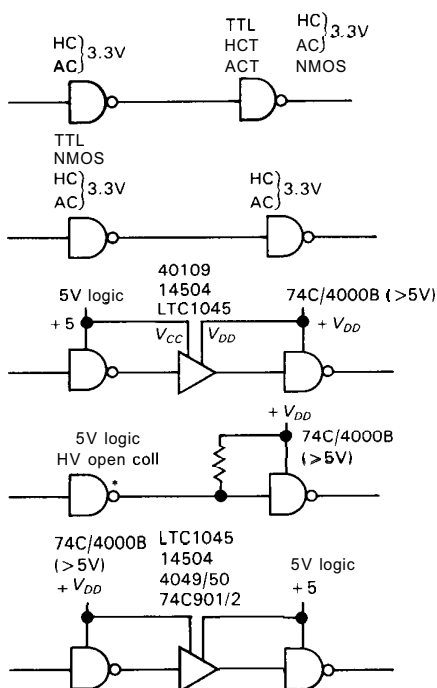 HC}3.3V
AC
TTL
HCT
ACT
HC}3.3V
AC
NMOS
TTL
NMOS
HC}3.3V
AC
HC}3.3V
AC
5V logic
+5
40109
14504
LTC1045
VCC VDD
74C/4000B (>5V)
+ VDD
5V logic
HV open coll
*
+ VDD
74C/4000B
(>5V)
74C/4000B
(>5V)
+ VDD
LTC1045
14504
4049/50
74C901/2
5V logic
+5